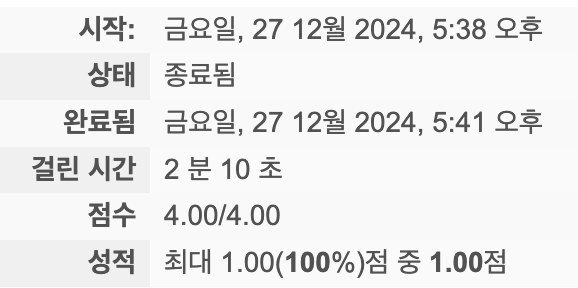 시작: 금요일, 27 12월 2024, 5:38 오후
상태 종료됨
완료됨 금요일, 27 12월 2024, 5:41 오후
걸린 시간 2 분 10 초
점수 4.00/4.00
성적 최대 1.00(100%)점 중 1.00점